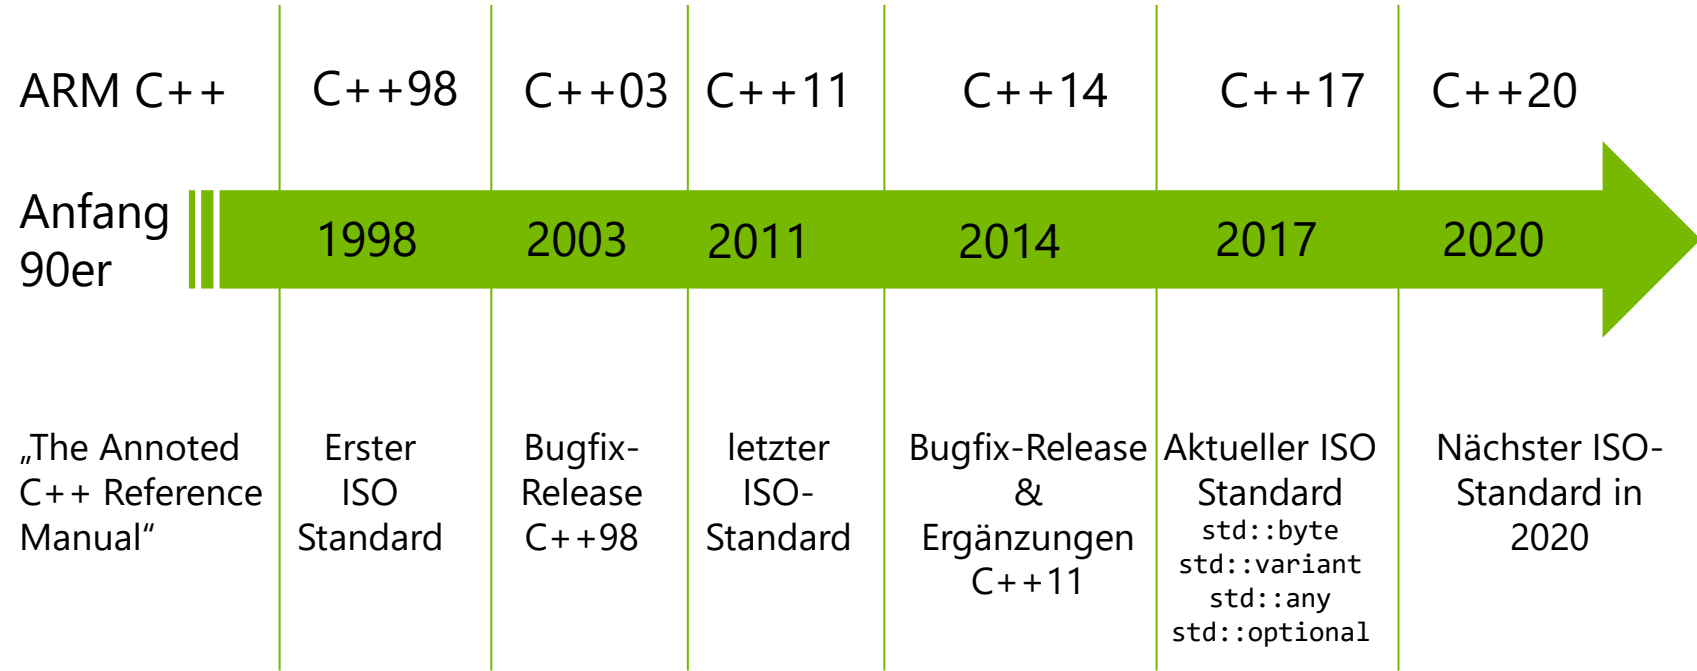 ARM C++
C++98
C++03
C++11
C++14
C++17
C++20
Anfang
90er
1998
2003
2011
2014
2017
2020
„The Annoted
C++ Reference
Manual“
Erster
ISO
Standard
Bugfix-
Release
C++98
letzter
ISO-
Standard
Bugfix-Release
&
Ergänzungen
C++11
Aktueller ISO
Standard
std::byte
std::variant
std::any
std::optional
Nächster ISO-
Standard in
2020